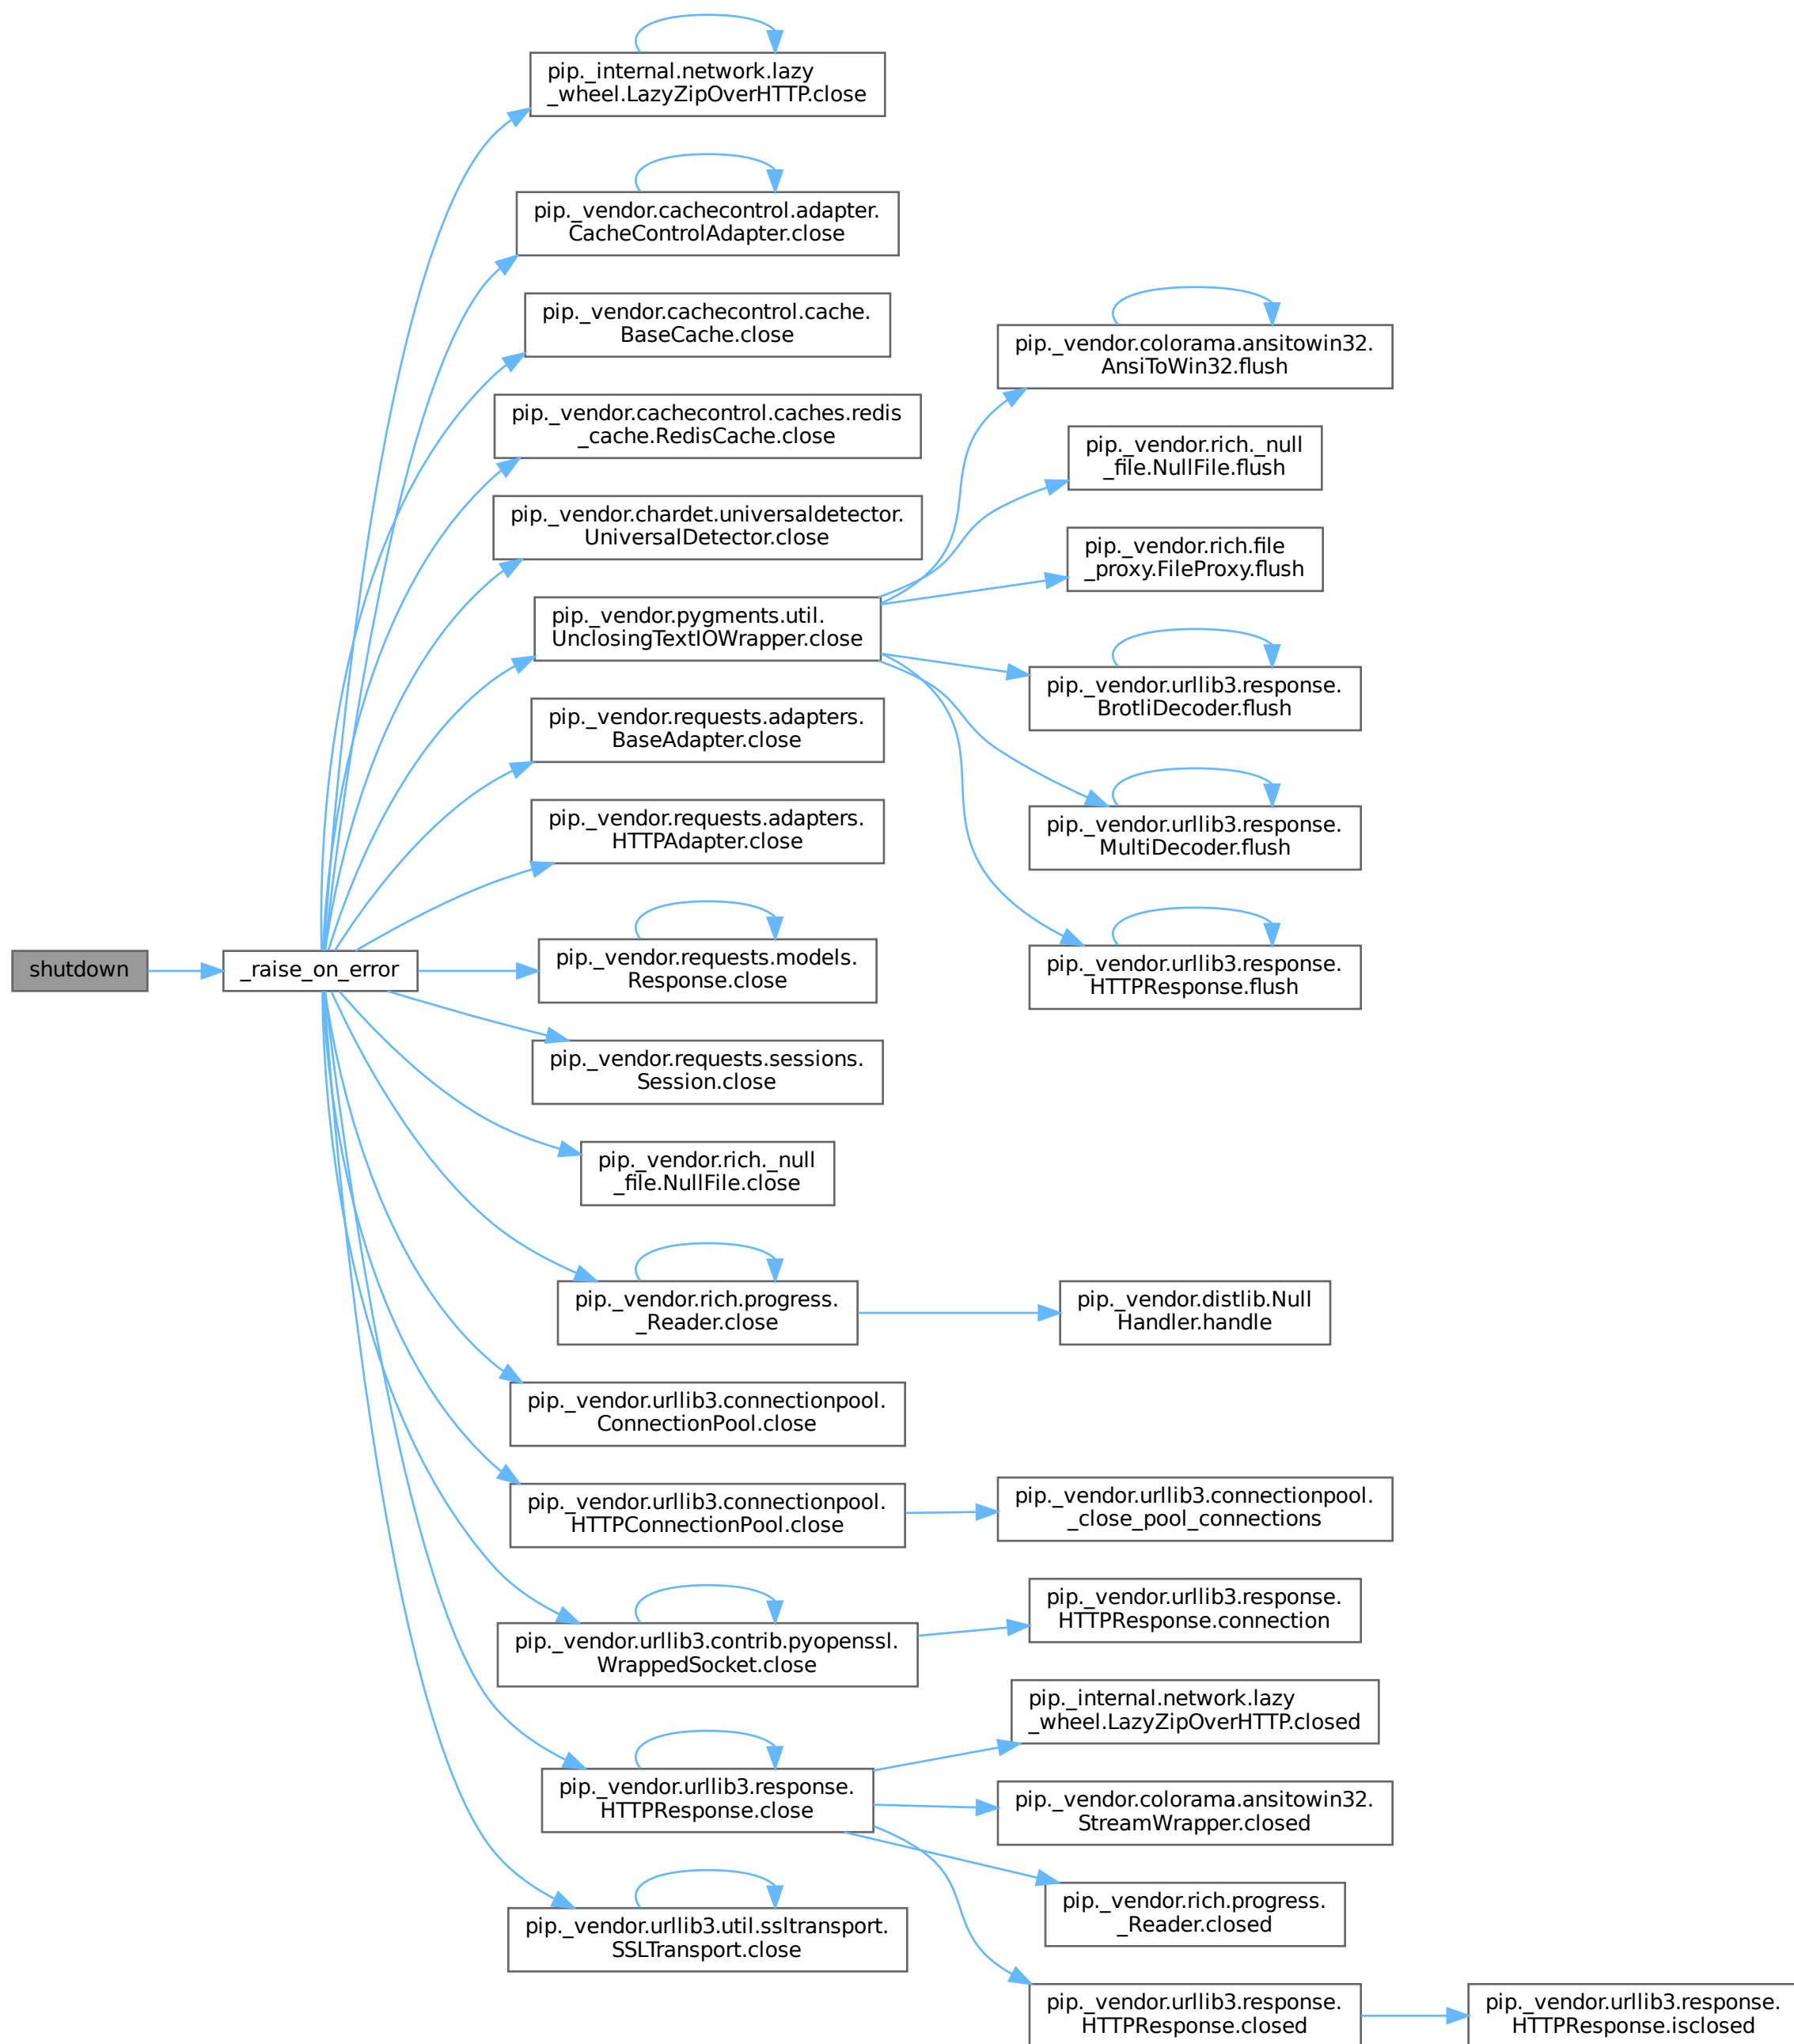 shutdown
_raise_on_error
pip._internal.network.lazy
_wheel.LazyZipOverHTTP.close
pip._vendor.cachecontrol.adapter.
CacheControlAdapter.close
pip._vendor.cachecontrol.cache.
BaseCache.close
pip._vendor.cachecontrol.caches.redis
_cache.RedisCache.close
pip._vendor.chardet.universaldetector.
UniversalDetector.close
pip._vendor.pygments.util.
UnclosingTextIOWrapper.close
pip._vendor.colorama.ansitowin32.
AnsiToWin32.flush
pip._vendor.rich._null
_file.NullFile.flush
pip._vendor.rich.file
_proxy.FileProxy.flush
pip._vendor.urllib3.response.
BrotliDecoder.flush
pip._vendor.urllib3.response.
MultiDecoder.flush
pip._vendor.urllib3.response.
HTTPResponse.flush
pip._vendor.requests.adapters.
BaseAdapter.close
pip._vendor.requests.adapters.
HTTPAdapter.close
pip._vendor.requests.models.
Response.close
pip._vendor.requests.sessions.
Session.close
pip._vendor.rich._null
_file.NullFile.close
pip._vendor.rich.progress.
_Reader.close
pip._vendor.distlib.Null
Handler.handle
pip._vendor.urllib3.connectionpool.
ConnectionPool.close
pip._vendor.urllib3.connectionpool.
HTTPConnectionPool.close
pip._vendor.urllib3.connectionpool.
_close_pool_connections
pip._vendor.urllib3.contrib.pyopenssl.
WrappedSocket.close
pip._vendor.urllib3.response.
HTTPResponse.connection
pip._vendor.urllib3.response.
HTTPResponse.close
pip._internal.network.lazy
_wheel.LazyZipOverHTTP.closed
pip._vendor.colorama.ansitowin32.
StreamWrapper.closed
pip._vendor.rich.progress.
_Reader.closed
pip._vendor.urllib3.response.
HTTPResponse.closed
pip._vendor.urllib3.response.
HTTPResponse.isclosed
pip._vendor.urllib3.util.ssltransport.
SSLTransport.close